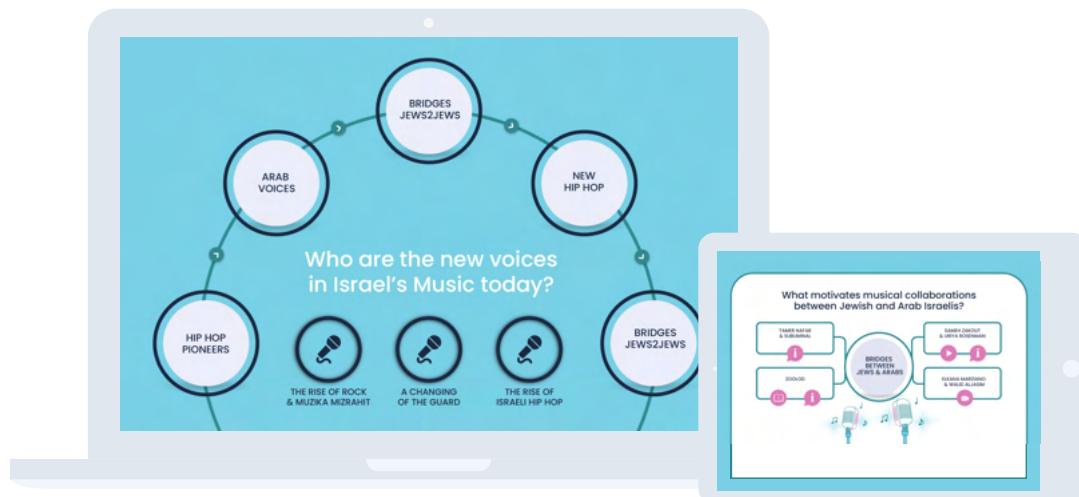 BRIDGES
JEWS2JEWS
ARAB
VOICES
NEW
HIP HOP
Who are the new voices
in Israel's Music today?
HIP HOP
PIONEERS
BRIDGES
JEWS2JEWS
THE RISE OF ROCK
& MUZIKA MIZRAHIT
A CHANGING
OF THE GUARD
THE RISE OF
ISRAELI HIP HOP
What motivates musical collaborations
between Jewish and Arab Israelis?
TAMER NAFAR
& SUBLIMINAL
SAMEH ZAKOUT
& URIYA ROSENMAN
BRIDGES
BETWEEN
JEWS & ARABS
& WALID ALJASIM